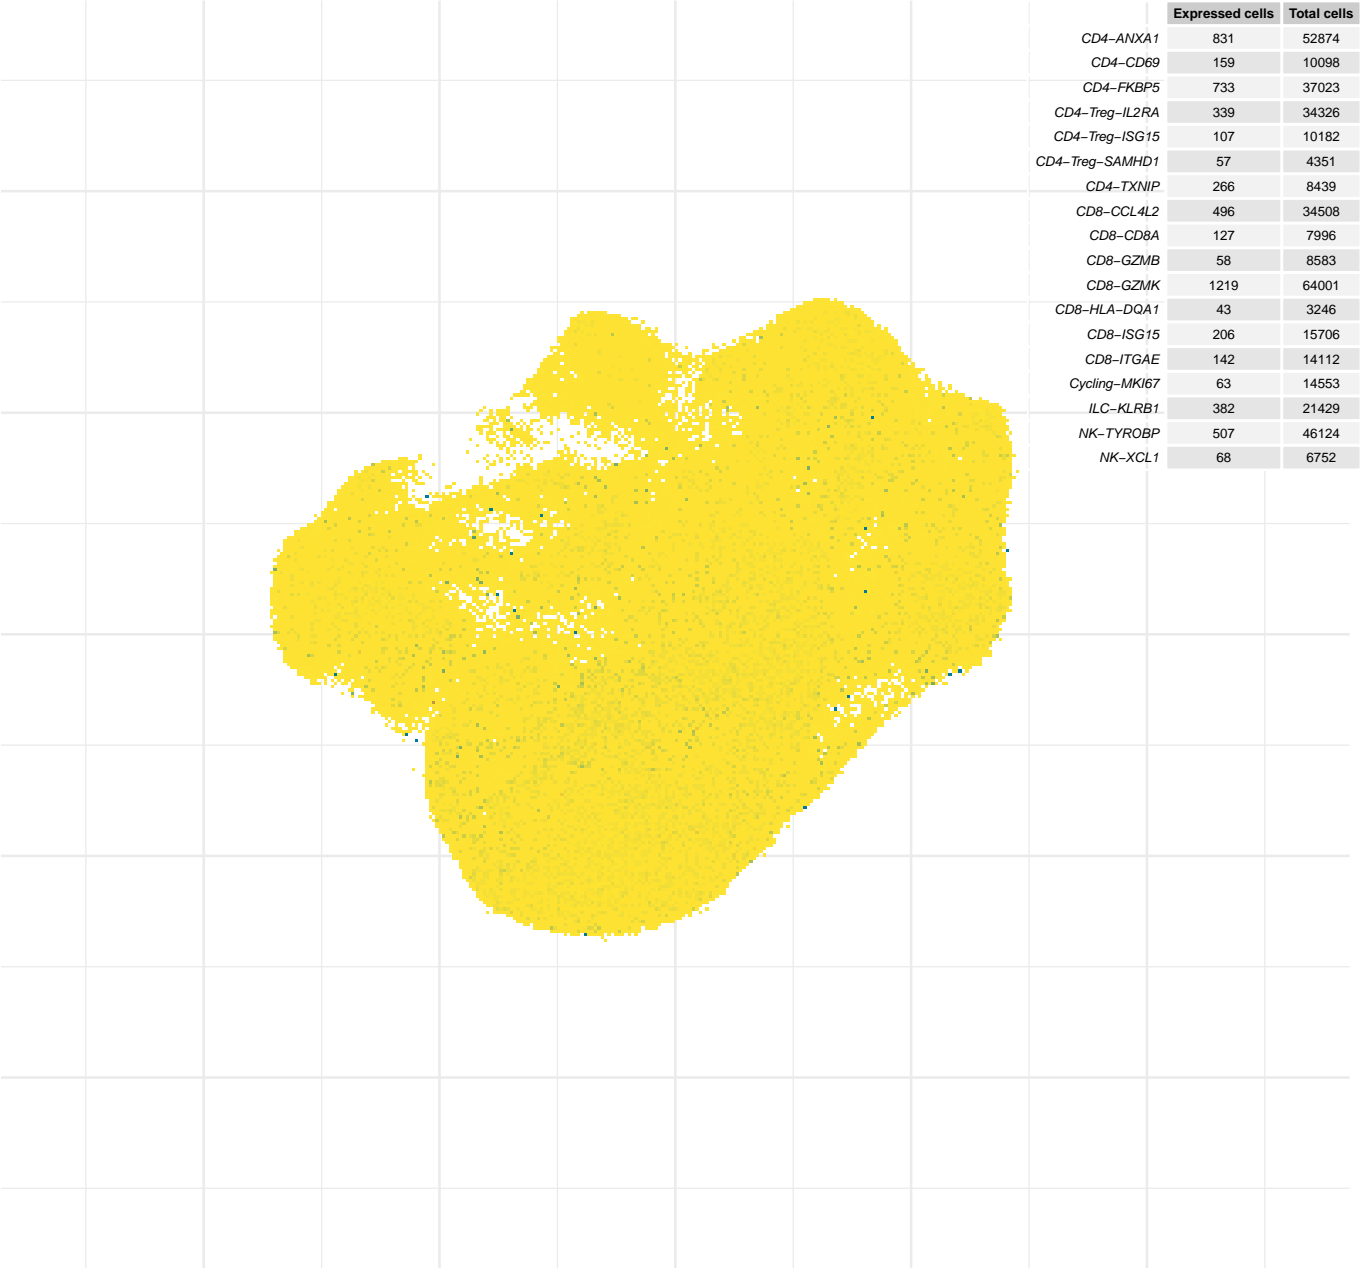 Expressed cells Total cells
CD4−ANXA1 831 52874
CD4−CD69 159 10098
CD4−FKBP5 733 37023
CD4−Treg−IL2RA 339 34326
CD4−Treg−ISG15 107 10182
CD4−Treg−SAMHD1 57 4351
CD4−TXNIP 266 8439
CD8−CCL4L2 496 34508
CD8−CD8A 127 7996
CD8−GZMB 58 8583
CD8−GZMK 1219 64001
CD8−HLA−DQA1 43 3246
CD8−ISG15 206 15706
CD8−ITGAE 142 14112
Cycling−MKI67 63 14553
ILC−KLRB1 382 21429
NK−TYROBP 507 46124
NK−XCL1 68 6752